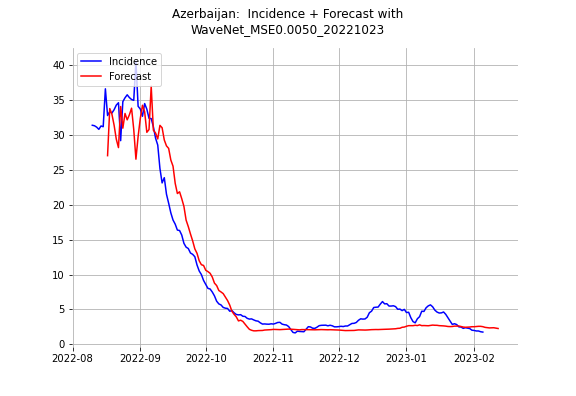 Azerbaijan:  Incidence + Forecast with
WaveNet_MSE0.0050_20221023
Incidence
Forecast
40
35
30
25
20
15
10
5
0
2022-08 2022-09 2022-10 2022-11 2022-12 2023-01 2023-02